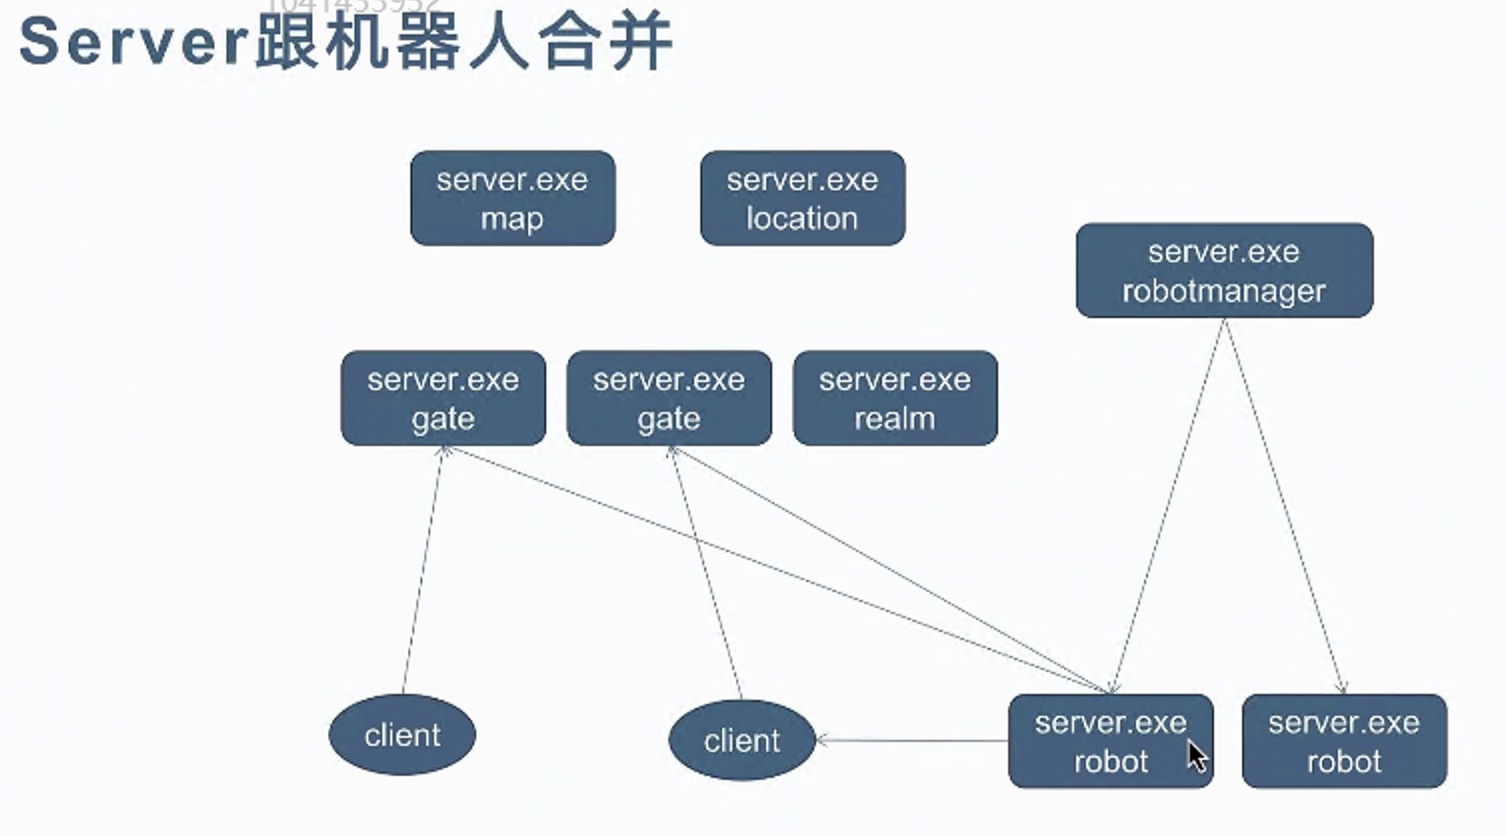 Server跟机器人合并
server.exe
map
server.exe
location
server.exe
robotmanager
server.exe
gate
server.exe
gate
server.exe
realm
client
client
server.exe
robot
server.exe
robot